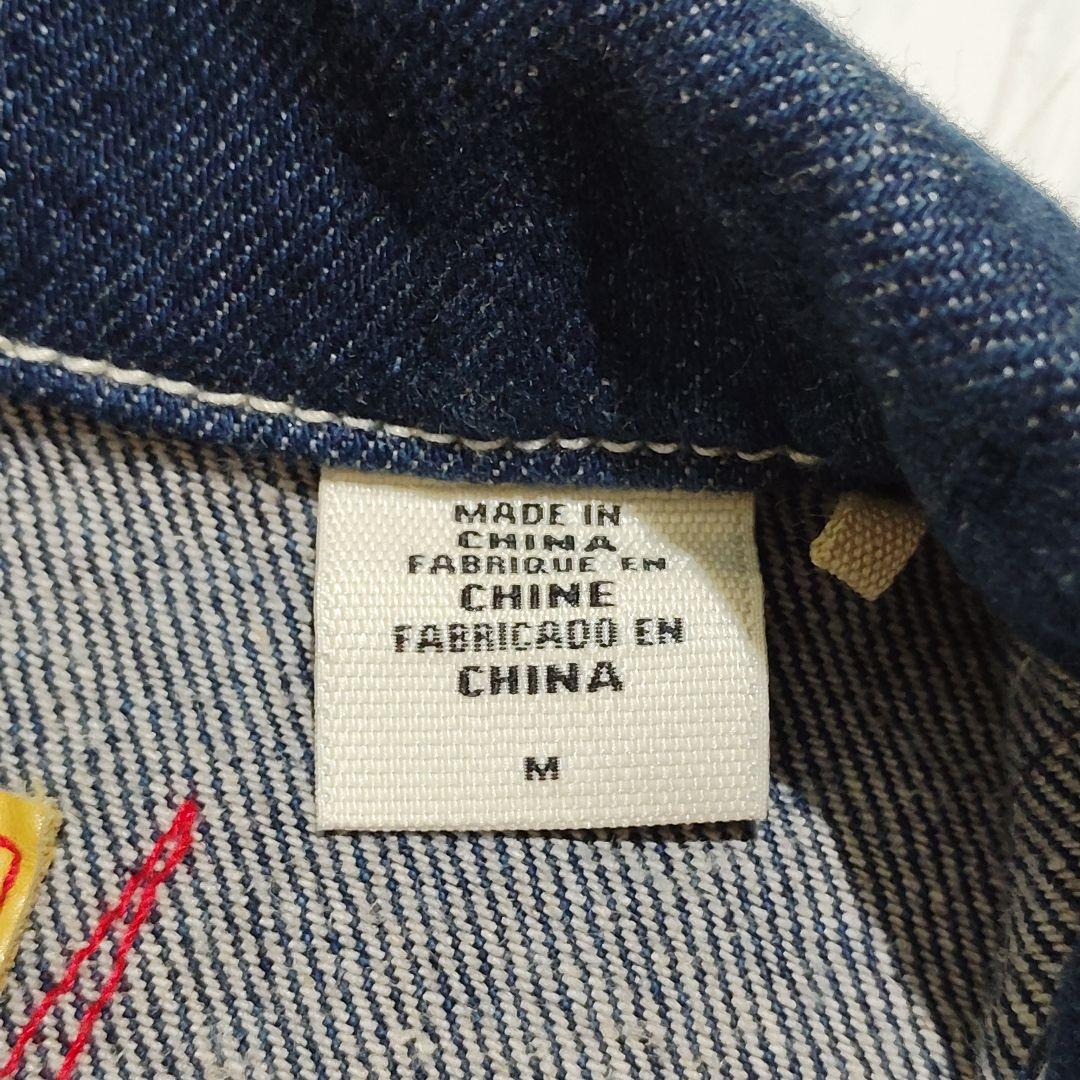 MADE IN
CHINA
FABRIQUE EN
CHINE
FABRICADO EN
CHINA
M